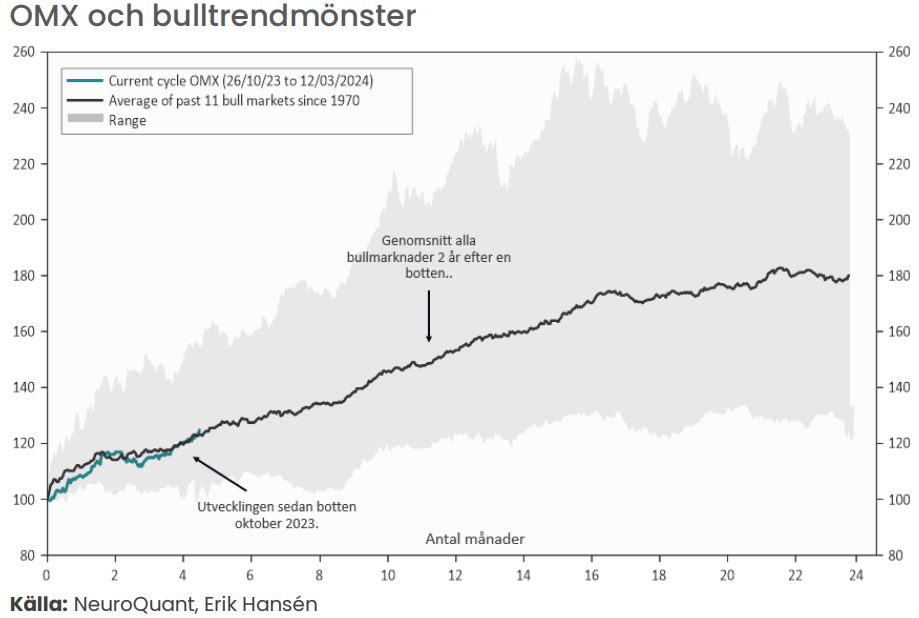 OMX och bulltrendmönster
260
240
220
200
180
160
140
120
100
80
260
240
220
200
180
160
140
120
100
80
Current cycle OMX (26/10/23 to 12/03/2024)
Average of past 11 bull markets since 1970
Range
Genomsnitt alla
bullmarknader 2 år efter en
botten..
Utvecklingen sedan botten
oktober 2023.
Antal månader
0 2 4 6 8 10 12 14 16 18 20 22 24
Källa: NeuroQuant, Erik Hansén